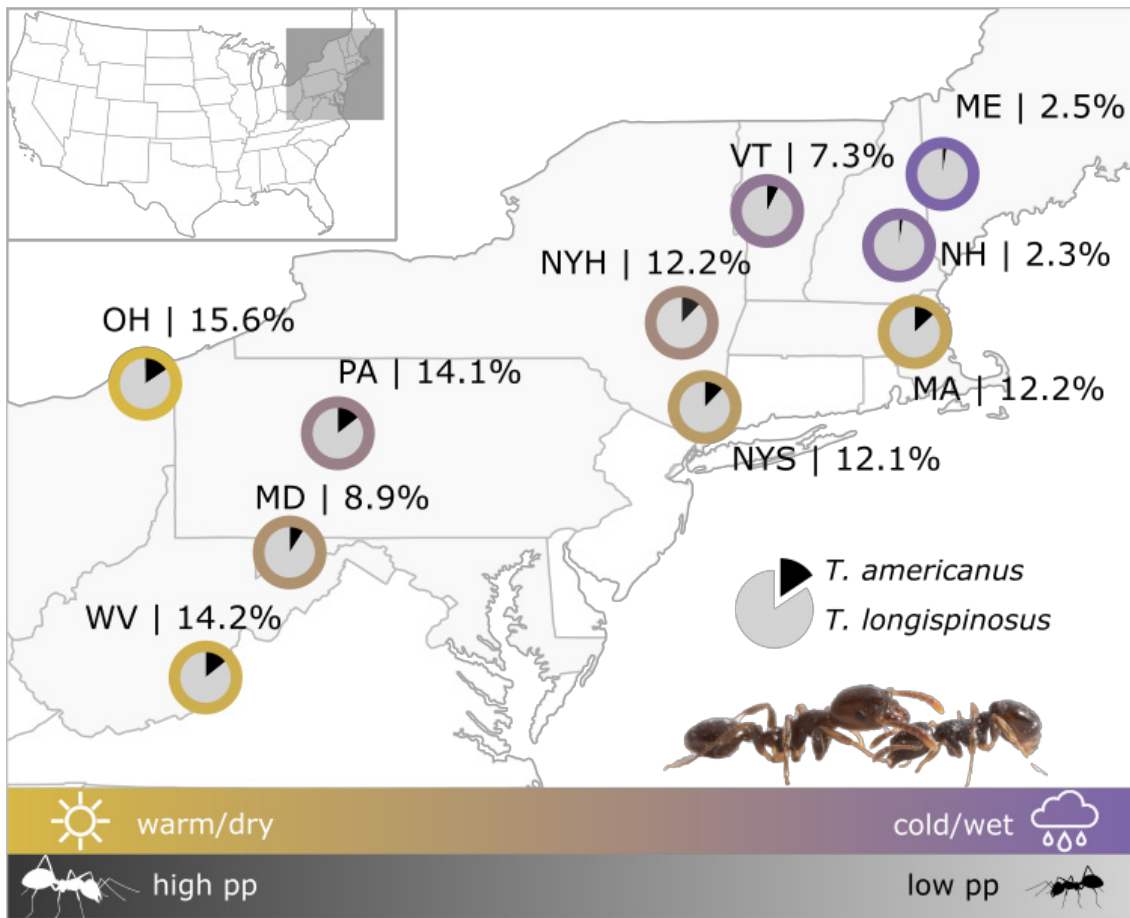 ME | 2.5%
VT | 7.3%
NYH | 12.2%
NH | 2.3%
OH | 15.6%
PA | 14.1%
MA | 12.2%
NYS | 12.1%
MD | 8.9%
T. americanus
T. longispinosus
WV | 14.2%
warm/dry
cold/wet
high pp
low pp